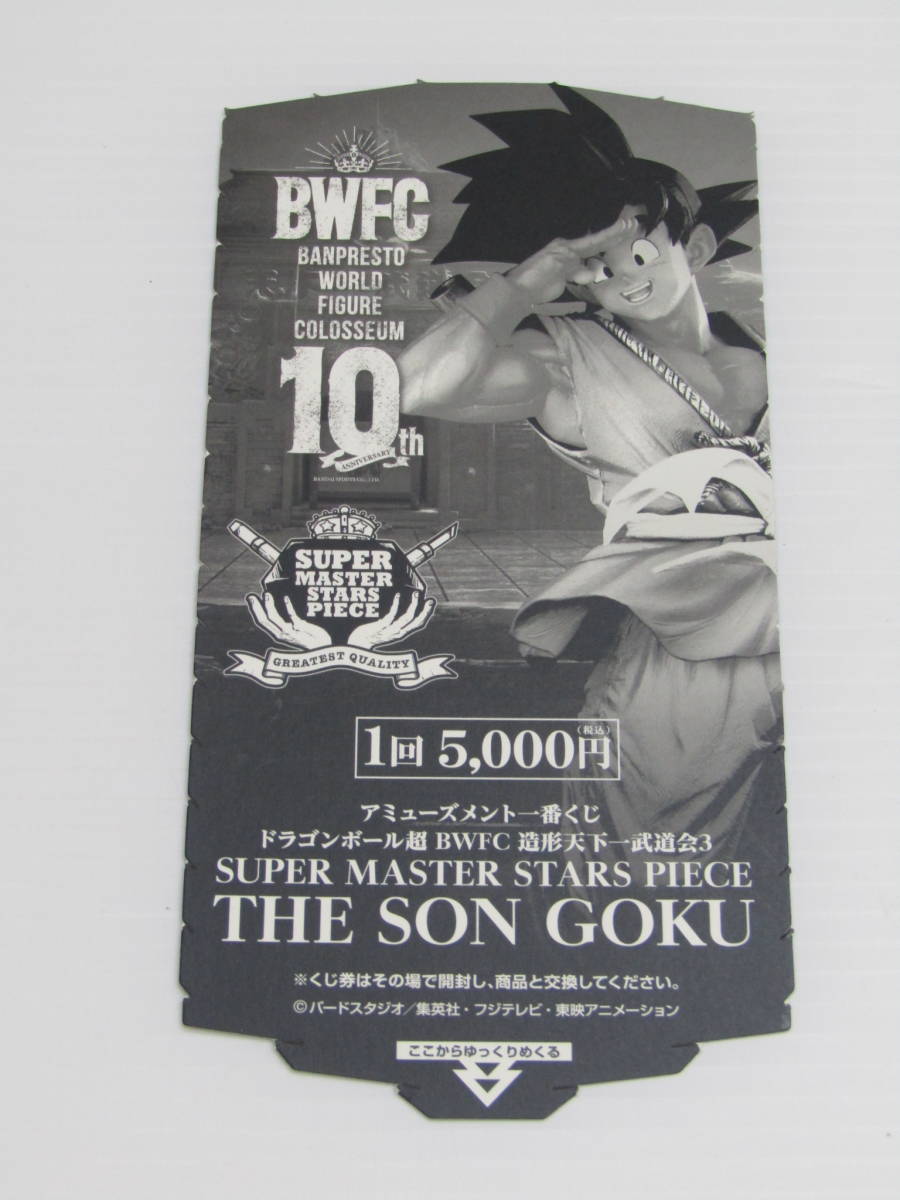 BWFC
BANPRESTO
WORLD
FIGURE
COLOSSEUM
10th
ANNIVERSARY
SUPER
MASTER
STARS
PIECE
GREATEST QUALITY
1回 5,000円(税込)
アミューズメント一番くじ
ドラゴンボール超 BWFC 造形天下一武道会3
SUPER MASTER STARS PIECE
THE SON GOKU
※くじ券はその場で開封し、商品と交換してください。
©バードスタジオ/集英社・フジテレビ・東映アニメーション
ここからゆっくりめくる